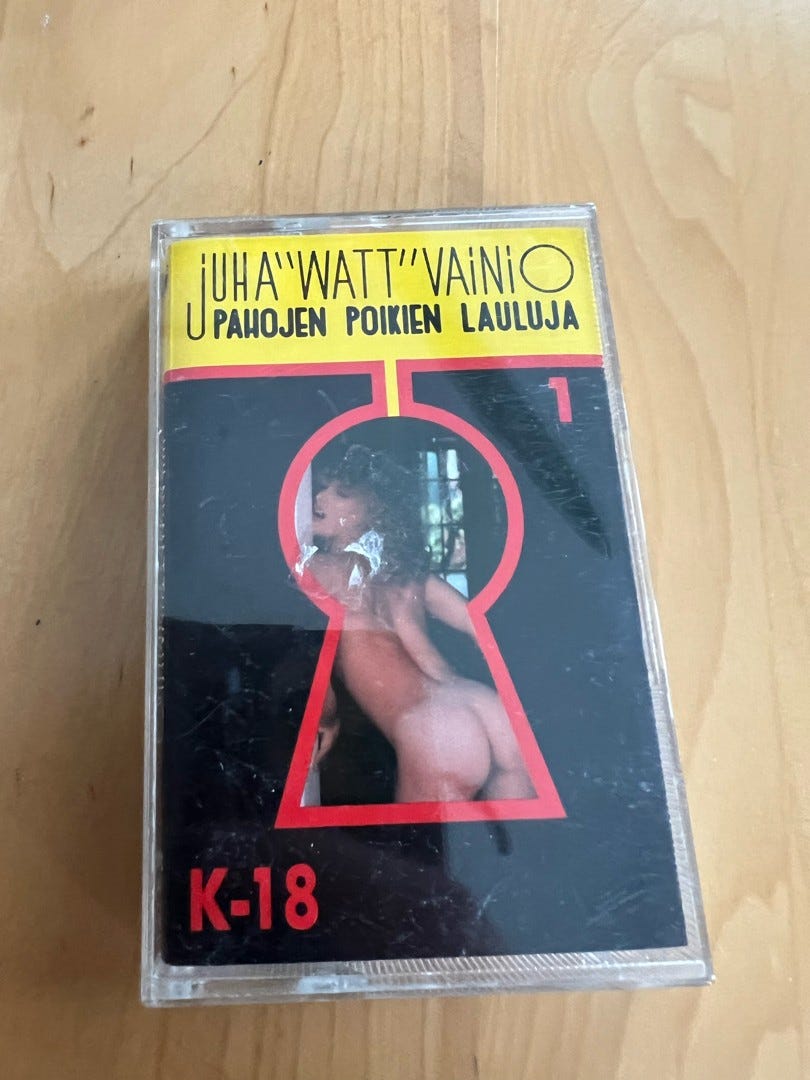 JUHA "WATT" VAINIO
PAHOJEN POIKIEN LAULUJA
1
K-18